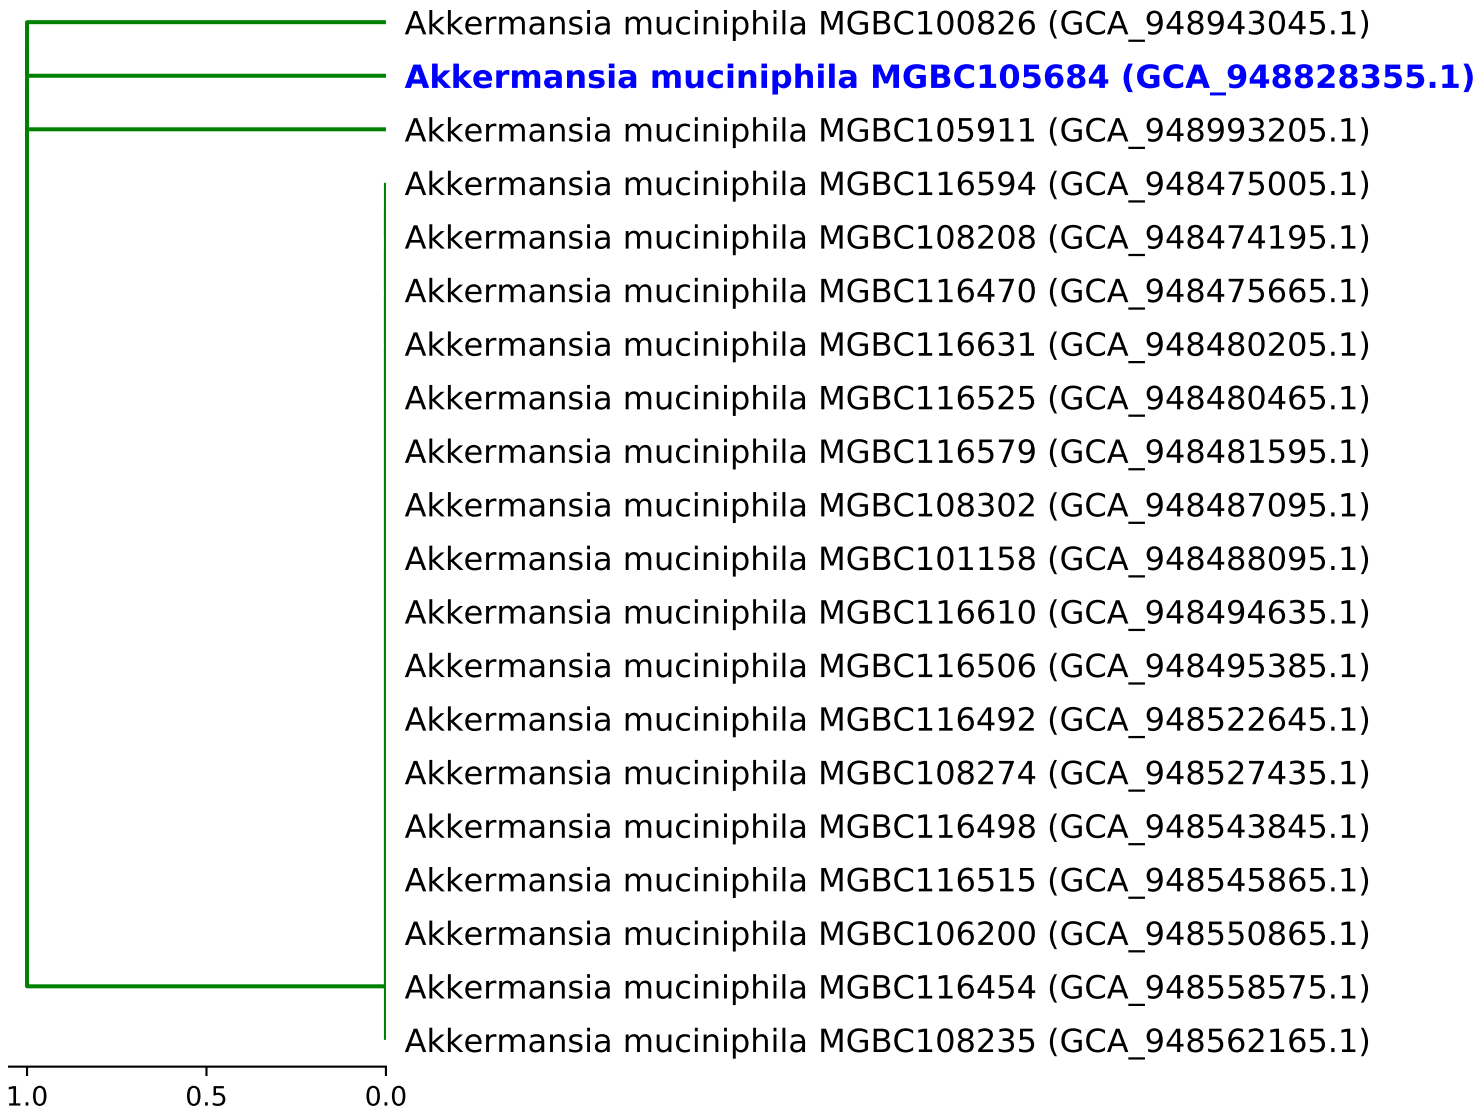 Akkermansia muciniphila MGBC100826 (GCA_948943045.1)
Akkermansia muciniphila MGBC105684 (GCA_948828355.1)
Akkermansia muciniphila MGBC105911 (GCA_948993205.1)
Akkermansia muciniphila MGBC116594 (GCA_948475005.1)
Akkermansia muciniphila MGBC108208 (GCA_948474195.1)
Akkermansia muciniphila MGBC116470 (GCA_948475665.1)
Akkermansia muciniphila MGBC116631 (GCA_948480205.1)
Akkermansia muciniphila MGBC116525 (GCA_948480465.1)
Akkermansia muciniphila MGBC116579 (GCA_948481595.1)
Akkermansia muciniphila MGBC108302 (GCA_948487095.1)
Akkermansia muciniphila MGBC101158 (GCA_948488095.1)
Akkermansia muciniphila MGBC116610 (GCA_948494635.1)
Akkermansia muciniphila MGBC116506 (GCA_948495385.1)
Akkermansia muciniphila MGBC116492 (GCA_948522645.1)
Akkermansia muciniphila MGBC108274 (GCA_948527435.1)
Akkermansia muciniphila MGBC116498 (GCA_948543845.1)
Akkermansia muciniphila MGBC116515 (GCA_948545865.1)
Akkermansia muciniphila MGBC106200 (GCA_948550865.1)
Akkermansia muciniphila MGBC116454 (GCA_948558575.1)
Akkermansia muciniphila MGBC108235 (GCA_948562165.1)
1.0 0.5 0.0